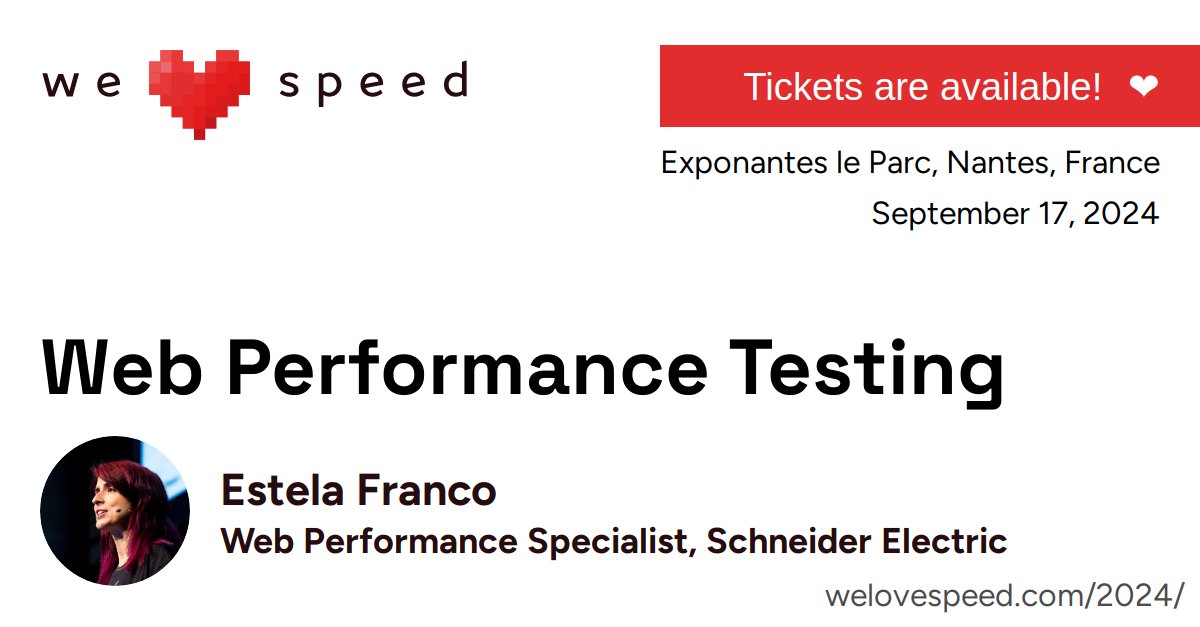 we speed
Tickets are available! ❤
Exponantes le Parc, Nantes, France
September 17, 2024
Web Performance Testing
Estela Franco
Web Performance Specialist, Schneider Electric
welovespeed.com/2024/